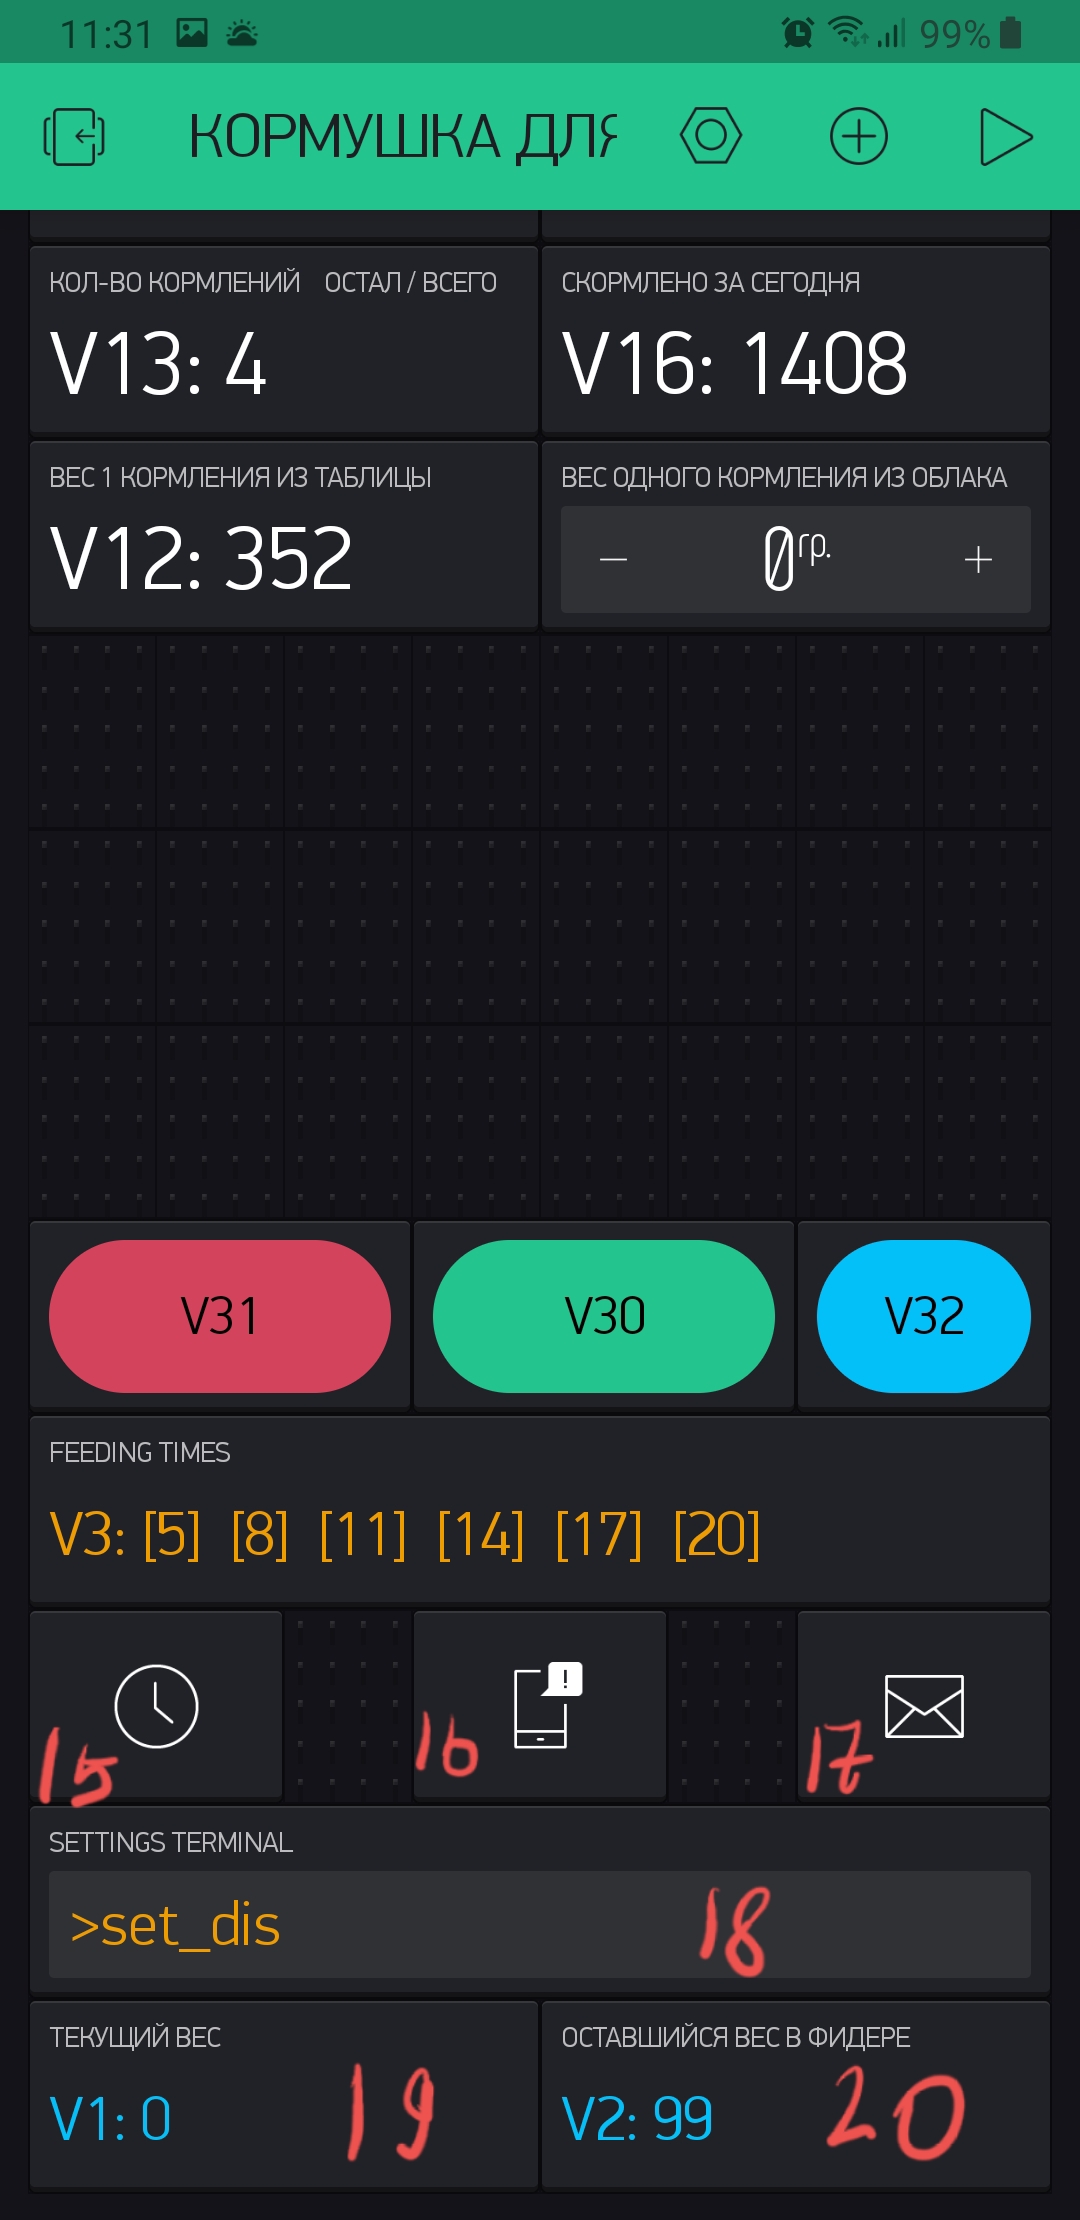 11:31 99%
КОРМУШКА ДЛЯ
КОЛ-ВО КОРМЛЕНИЙ ОСТАЛ / ВСЕГО
V13: 4
СКОРМЛЕНО ЗА СЕГОДНЯ
V16: 1408
ВЕС 1 КОРМЛЕНИЯ ИЗ ТАБЛИЦЫ
V12: 352
ВЕС ОДНОГО КОРМЛЕНИЯ ИЗ ОБЛАКА
− 0гр. +
V31 V30 V32
FEEDING TIMES
V3: [5] [8] [11] [14] [17] [20]
15 16 17
SETTINGS TERMINAL
>set_dis 18
ТЕКУЩИЙ ВЕС
V1: 0 19
ОСТАВШИЙСЯ ВЕС В ФИДЕРЕ
V2: 99 20